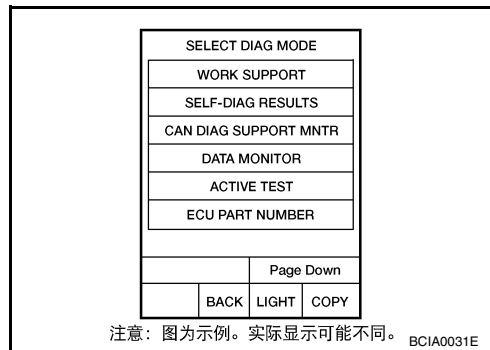 SELECT DIAG MODE
WORK SUPPORT
SELF-DIAG RESULTS
CAN DIAG SUPPORT MNTR
DATA MONITOR
ACTIVE TEST
ECU PART NUMBER
Page Down
BACK LIGHT COPY
注意：图为示例。实际显示可能不同。 BCIA0031E